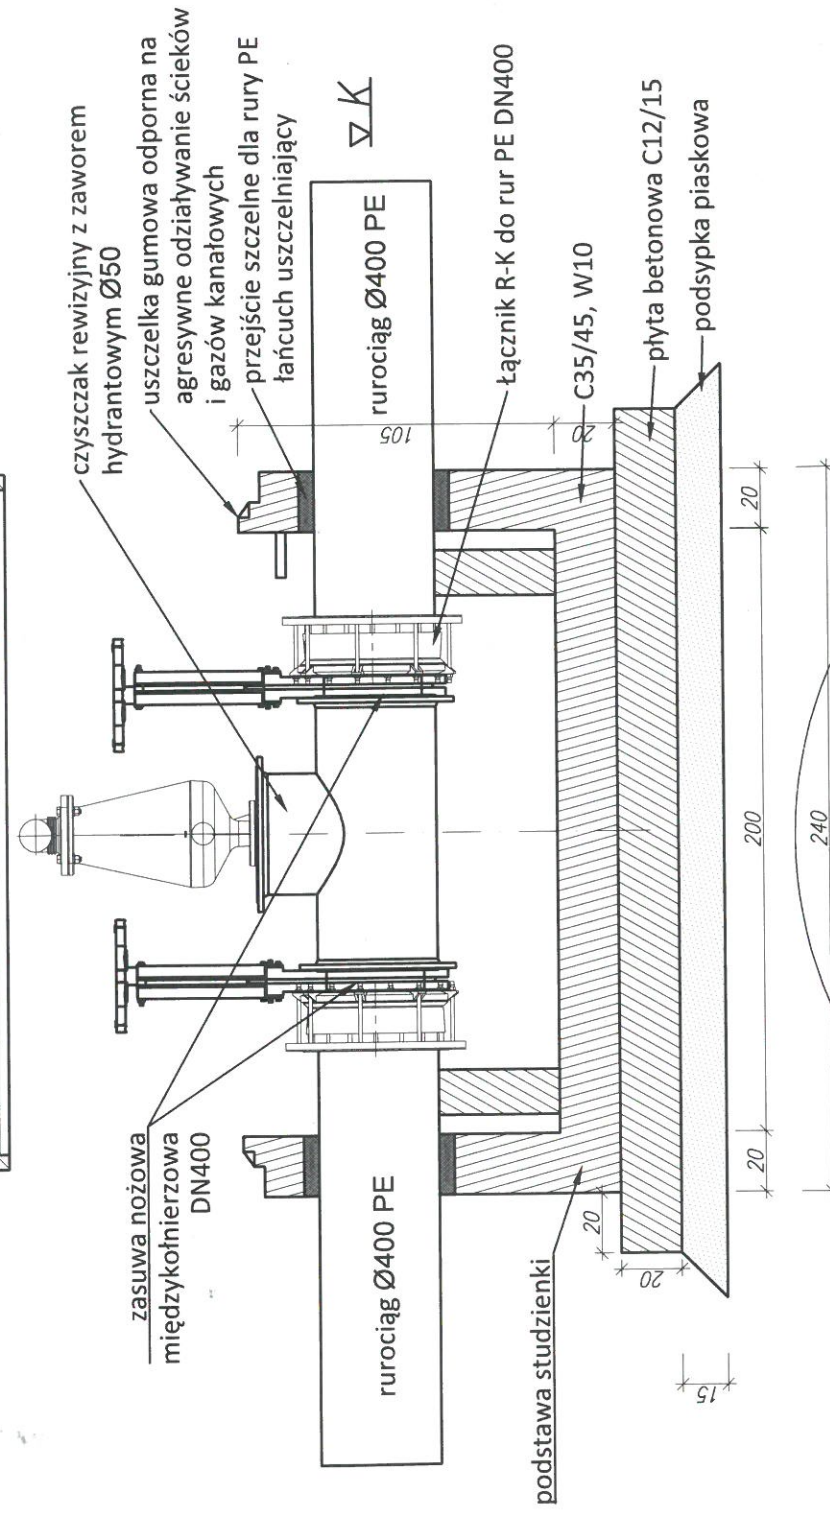 czyszczak rewizyjny z zaworem
hydrantowym Ø50
uszczelka gumowa odporna na
agresywne odziaływanie ścieków
i gazów kanałowych
przejście szczelne dla rury PE
łańcuch uszczelniający
K
zasuwa nożowa
międzykołnierzowa
DN400
rurociąg Ø400 PE
rurociąg Ø400 PE
105
20
Łącznik R-K do rur PE DN400
C35/45, W10
płyta betonowa C12/15
podsypka piaskowa
podstawa studzienki
20
20
15
20
200
20
240